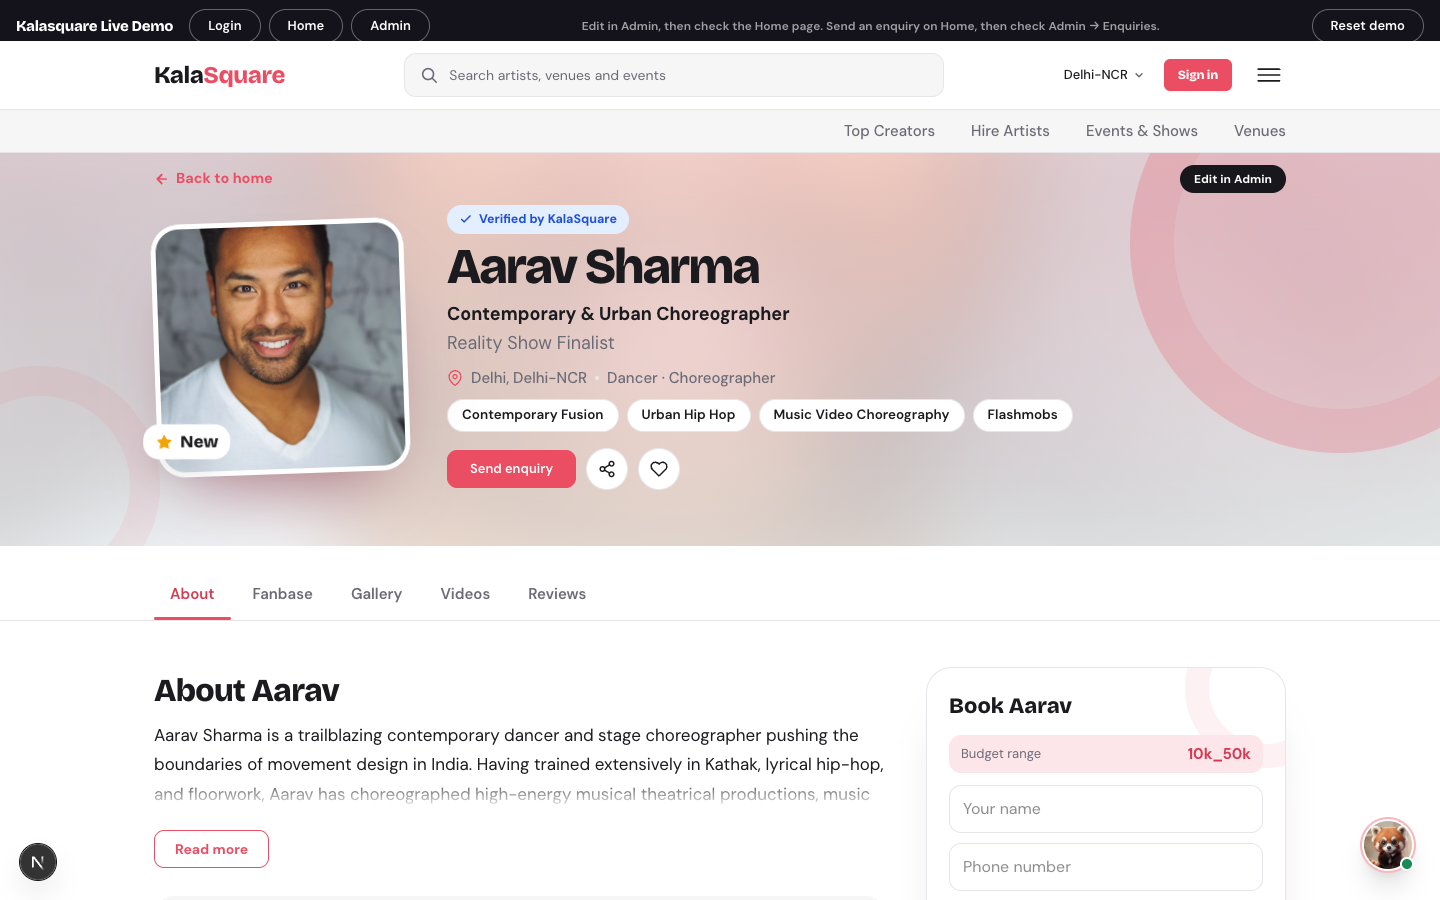 Kalasquare Live Demo
Login
Home
Admin
Edit in Admin, then check the Home page. Send an enquiry on Home, then check Admin → Enquiries.
Reset demo
KalaSquare
Search artists, venues and events
Delhi-NCR
Sign in
Top Creators
Hire Artists
Events & Shows
Venues
Back to home
Edit in Admin
Verified by KalaSquare
Aarav Sharma
Contemporary & Urban Choreographer
Reality Show Finalist
Delhi, Delhi-NCR • Dancer · Choreographer
Contemporary Fusion
Urban Hip Hop
Music Video Choreography
Flashmobs
New
Send enquiry
About
Fanbase
Gallery
Videos
Reviews
About Aarav
Aarav Sharma is a trailblazing contemporary dancer and stage choreographer pushing the
boundaries of movement design in India. Having trained extensively in Kathak, lyrical hip-hop,
and floorwork, Aarav has choreographed high-energy musical theatrical productions, music
Read more
Book Aarav
Budget range
10k_50k
Your name
Phone number
N